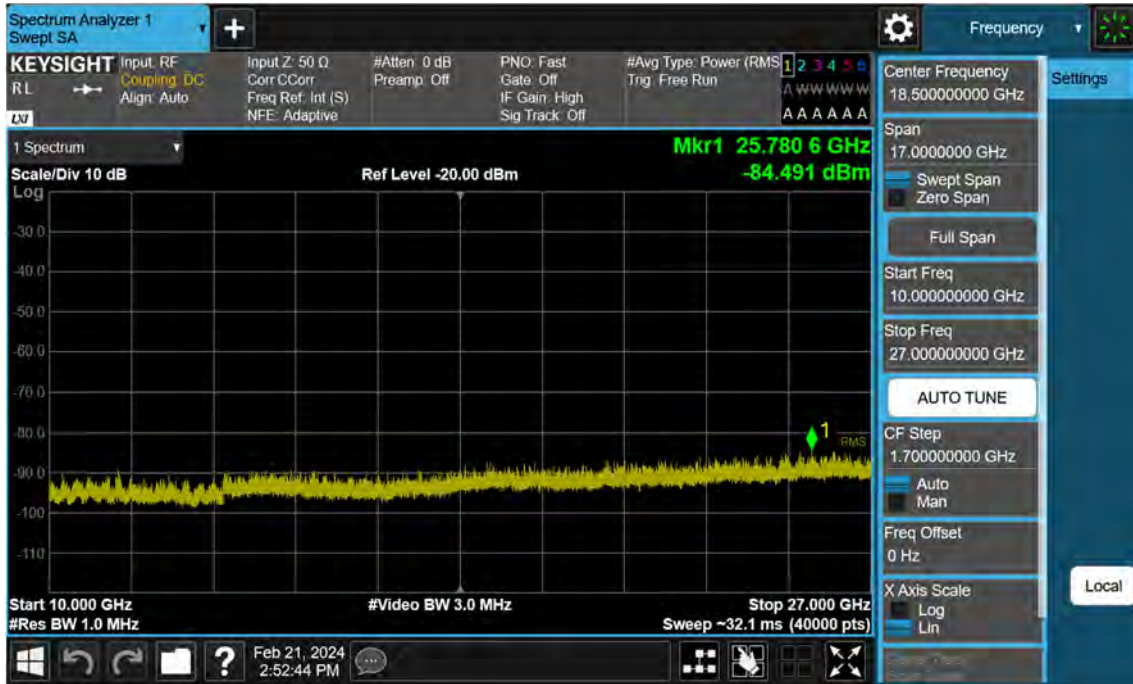 Spectrum Analyzer 1
Swept SA
+
Frequency
KEYSIGHT
RL
LXI
Input: RF
Coupling: DC
Align: Auto
Input Z: 50 Ω
Corr CCorr
Freq Ref: Int (S)
NFE: Adaptive
#Atten: 0 dB
Preamp: Off
PNO: Fast
Gate: Off
IF Gain: High
Sig Track: Off
#Avg Type: Power (RMS
Trig: Free Run
1 2 3 4 5 6
A W W W W W
A A A A A A
1 Spectrum
Scale/Div 10 dB
Ref Level -20.00 dBm
Mkr1 25.780 6 GHz
-84.491 dBm
Log
-30.0
-40.0
-50.0
-60.0
-70.0
-80.0
-90.0
-100
-110
1
RMS
Start 10.000 GHz
#Video BW 3.0 MHz
Stop 27.000 GHz
#Res BW 1.0 MHz
Sweep ~32.1 ms (40000 pts)
Center Frequency
18.500000000 GHz
Settings
Span
17.0000000 GHz
Swept Span
Zero Span
Full Span
Start Freq
10.000000000 GHz
Stop Freq
27.000000000 GHz
AUTO TUNE
CF Step
1.700000000 GHz
Auto
Man
Freq Offset
0 Hz
X Axis Scale
Log
Lin
Local
?
Feb 21, 2024
2:52:44 PM